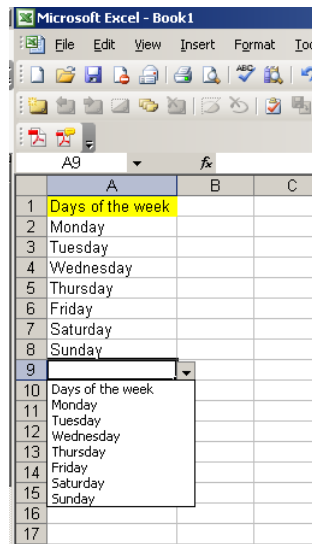 Microsoft Excel - Book1
File Edit View Insert Format
ABC
A9 fx
A B C
1 Days of the week
2 Monday
3 Tuesday
4 Wednesday
5 Thursday
6 Friday
7 Saturday
8 Sunday
9
10 Days of the week
11 Monday
Tuesday
12 Wednesday
13 Thursday
14 Friday
15 Saturday
Sunday
16
17